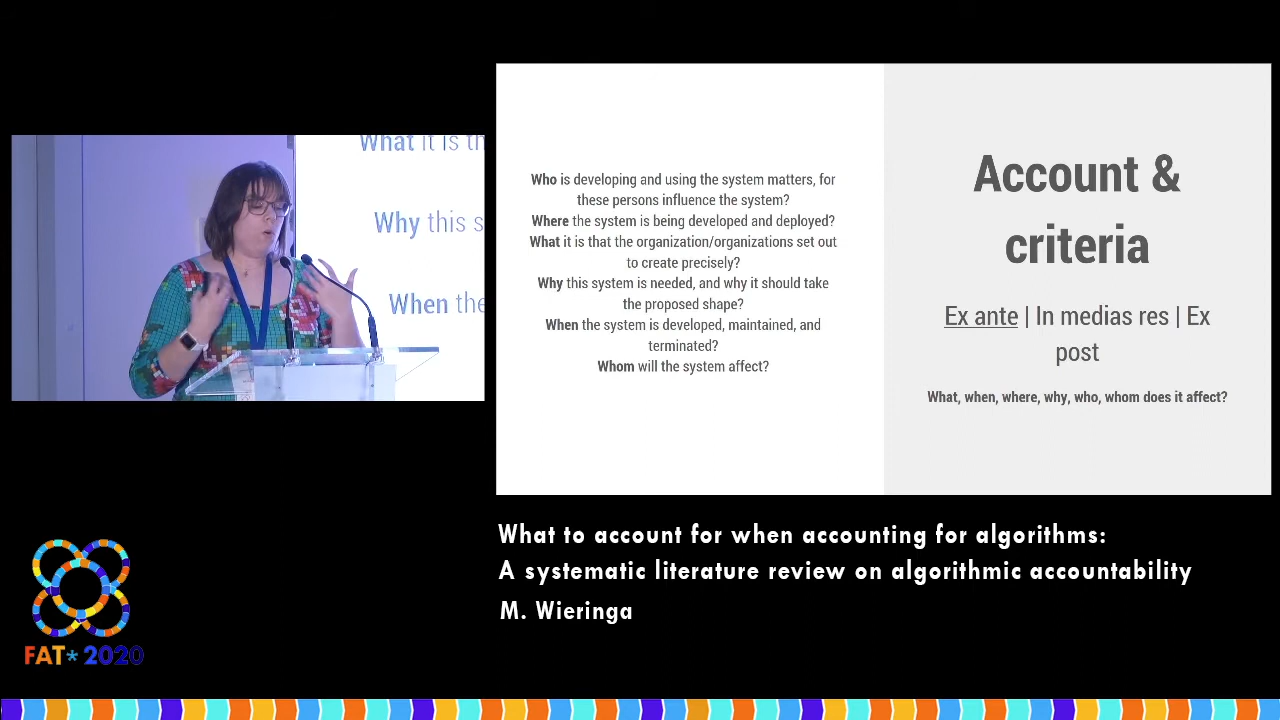 What it is th
Why this s
When the
Who is developing and using the system matters, for
these persons influence the system?
Where the system is being developed and deployed?
What it is that the organization/organizations set out
to create precisely?
Why this system is needed, and why it should take
the proposed shape?
When the system is developed, maintained, and
terminated?
Whom will the system affect?
Account &
criteria
Ex ante | In medias res | Ex
post
What, when, where, why, who, whom does it affect?
What to account for when accounting for algorithms:
A systematic literature review on algorithmic accountability
M. Wieringa
FAT* 2020